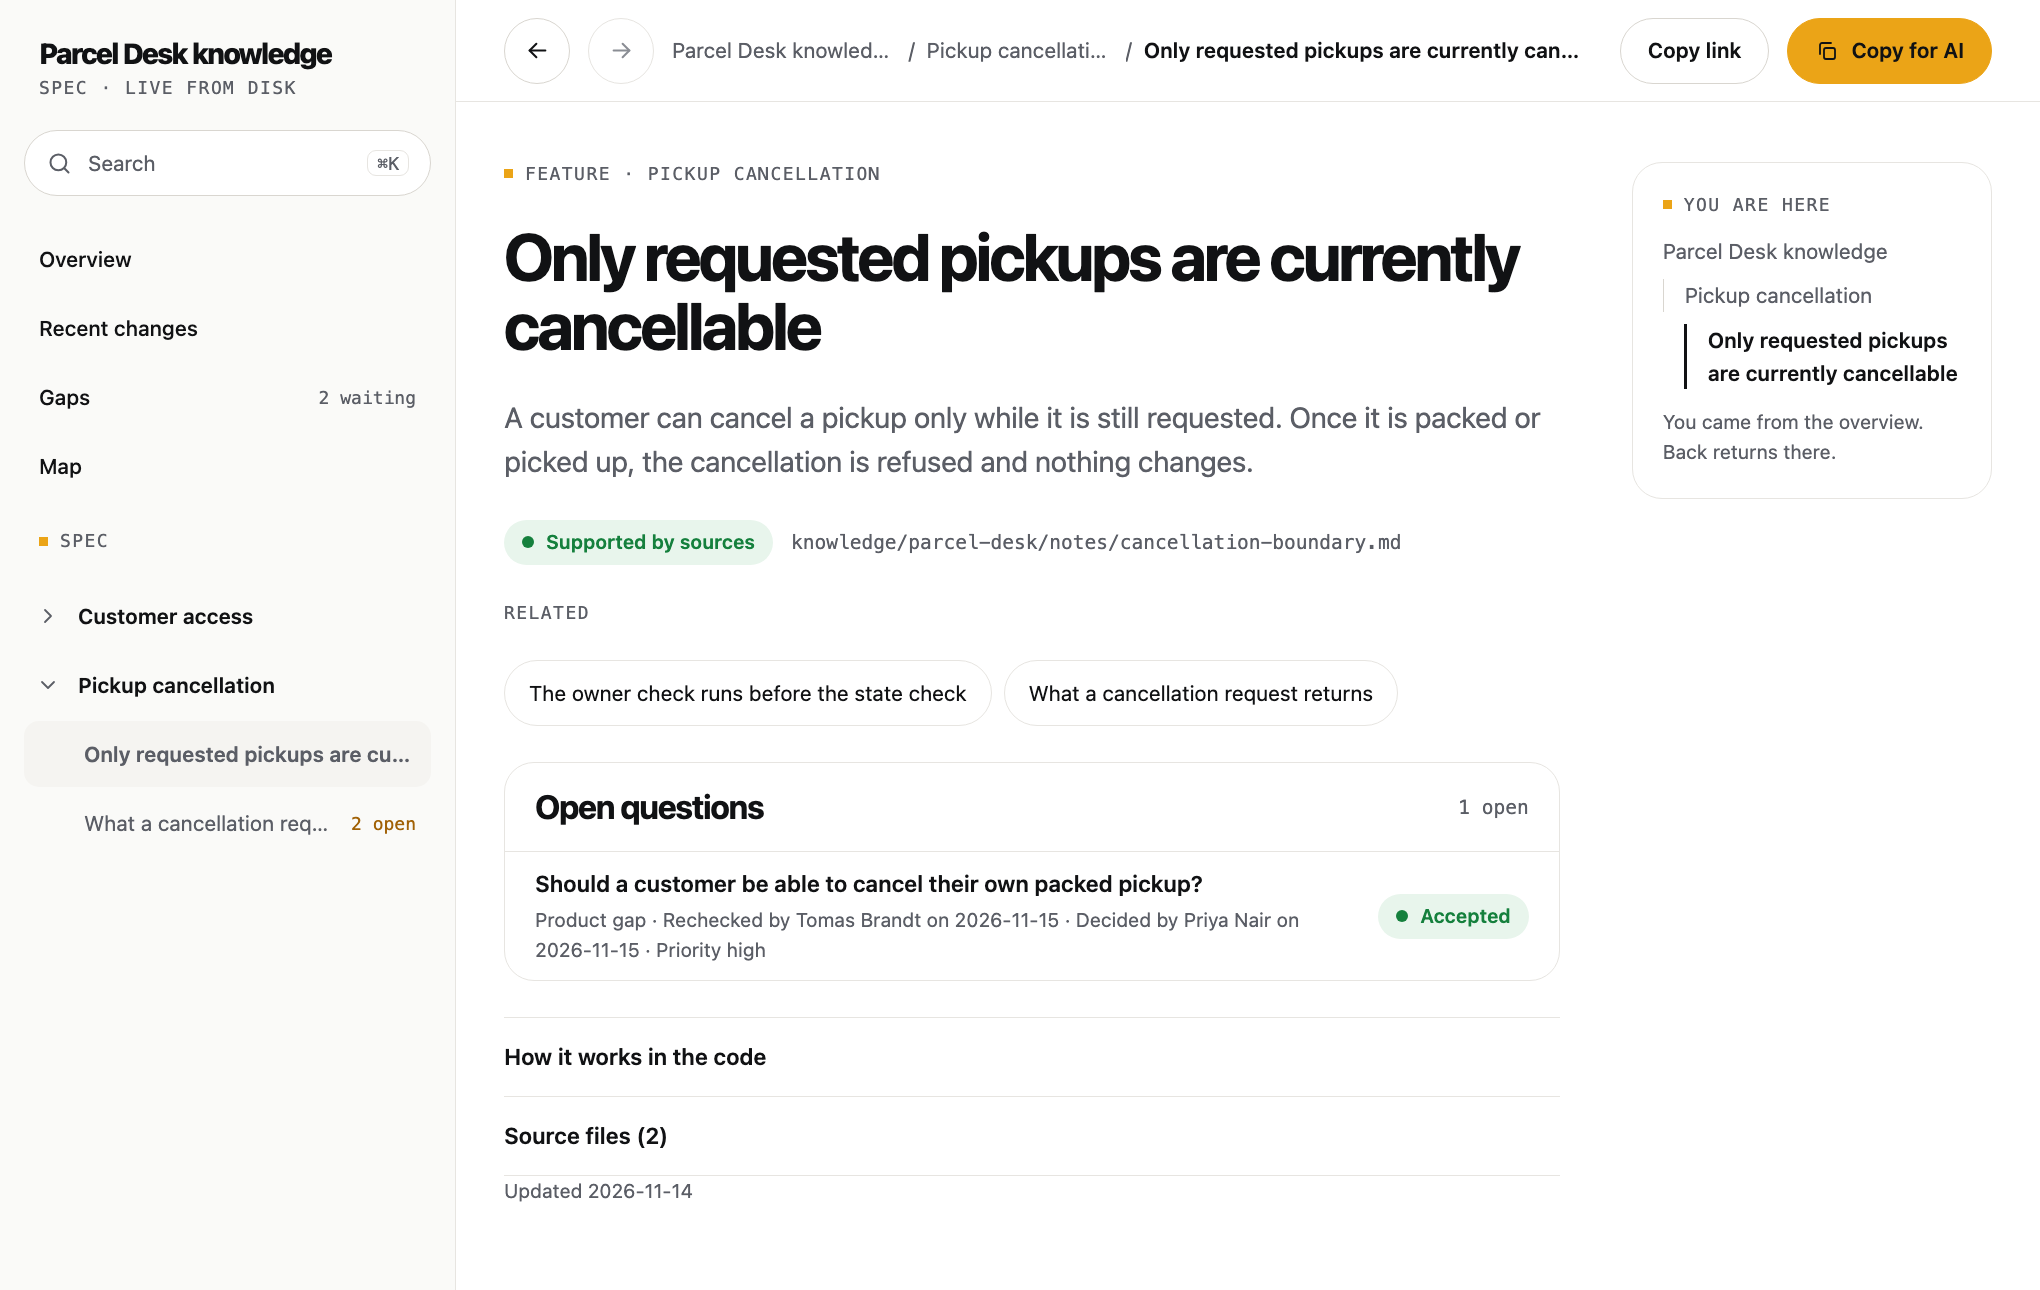 Parcel Desk knowledge
SPEC · LIVE FROM DISK
Search ⌘K
Overview
Recent changes
Gaps 2 waiting
Map
SPEC
Customer access
Pickup cancellation
Only requested pickups are cu...
What a cancellation req... 2 open
Parcel Desk knowled... / Pickup cancellati... / Only requested pickups are currently can...
Copy link
Copy for AI
FEATURE · PICKUP CANCELLATION
Only requested pickups are currently
cancellable
A customer can cancel a pickup only while it is still requested. Once it is packed or
picked up, the cancellation is refused and nothing changes.
Supported by sources knowledge/parcel-desk/notes/cancellation-boundary.md
RELATED
The owner check runs before the state check
What a cancellation request returns
Open questions 1 open
Should a customer be able to cancel their own packed pickup?
Product gap · Rechecked by Tomas Brandt on 2026-11-15 · Decided by Priya Nair on
2026-11-15 · Priority high
Accepted
How it works in the code
Source files (2)
Updated 2026-11-14
YOU ARE HERE
Parcel Desk knowledge
Pickup cancellation
Only requested pickups
are currently cancellable
You came from the overview.
Back returns there.